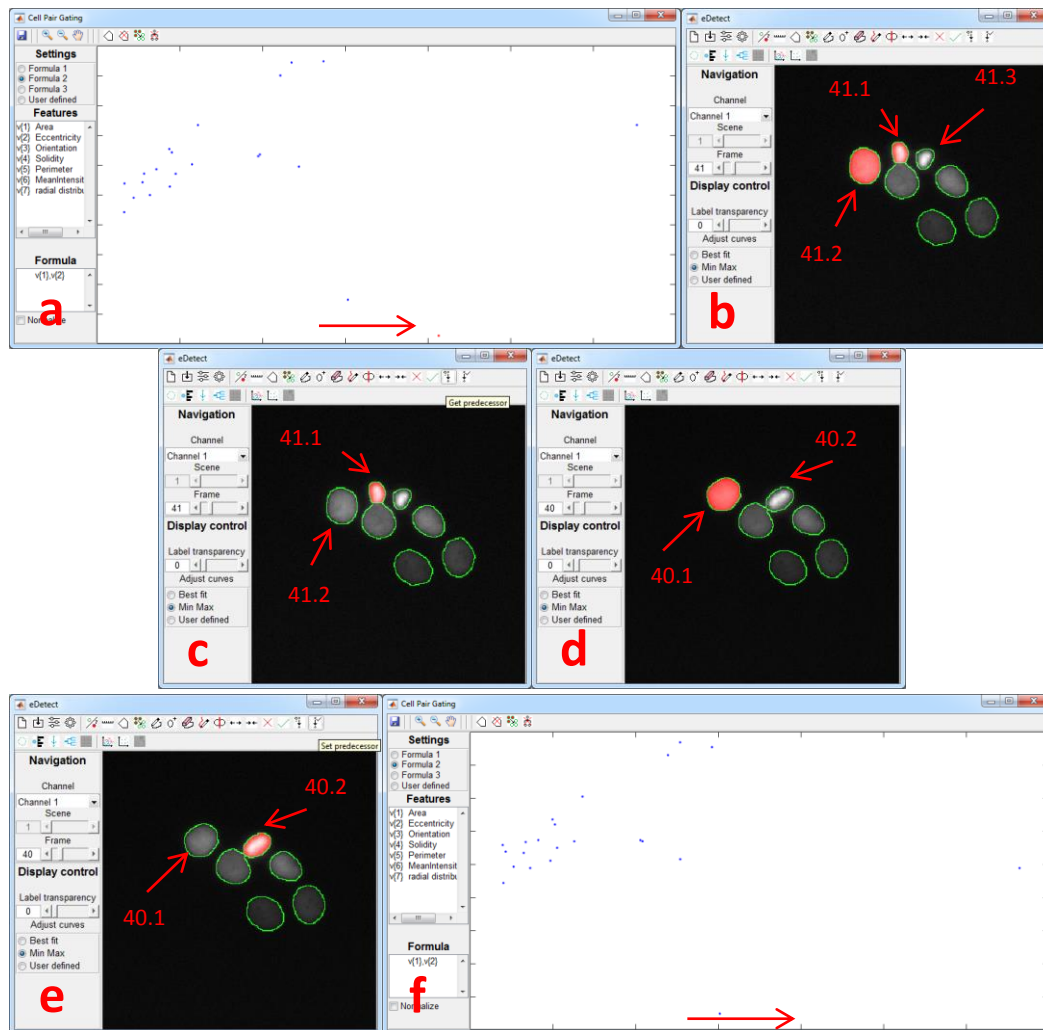 Cell Pair Gating
Settings
Formula 1
Formula 2
Formula 3
User defined
Features
v{1} Area
v{2} Eccentricity
v{3} Orientation
v{4} Solidity
v{5} Perimeter
v{6} MeanIntensit
v{7} radial distribu
Formula
v{1},v{2}
Normalize
a
eDetect
Navigation
Channel
Channel 1
Scene
1
Frame
41
Display control
Label transparency
0
Adjust curves
Best fit
Min Max
User defined
41.1
41.3
41.2
b
eDetect
Get predecessor
Navigation
Channel
Channel 1
Scene
1
Frame
41
Display control
Label transparency
0
Adjust curves
Best fit
Min Max
User defined
41.1
41.2
c
eDetect
Navigation
Channel
Channel 1
Scene
1
Frame
40
Display control
Label transparency
0
Adjust curves
Best fit
Min Max
User defined
40.2
40.1
d
eDetect
Set predecessor
Navigation
Channel
Channel 1
Scene
1
Frame
40
Display control
Label transparency
0
Adjust curves
Best fit
Min Max
User defined
40.2
40.1
e
Cell Pair Gating
Settings
Formula 1
Formula 2
Formula 3
User defined
Features
v{1} Area
v{2} Eccentricity
v{3} Orientation
v{4} Solidity
v{5} Perimeter
v{6} MeanIntensit
v{7} radial distribu
Formula
v{1},v{2}
Normalize
f